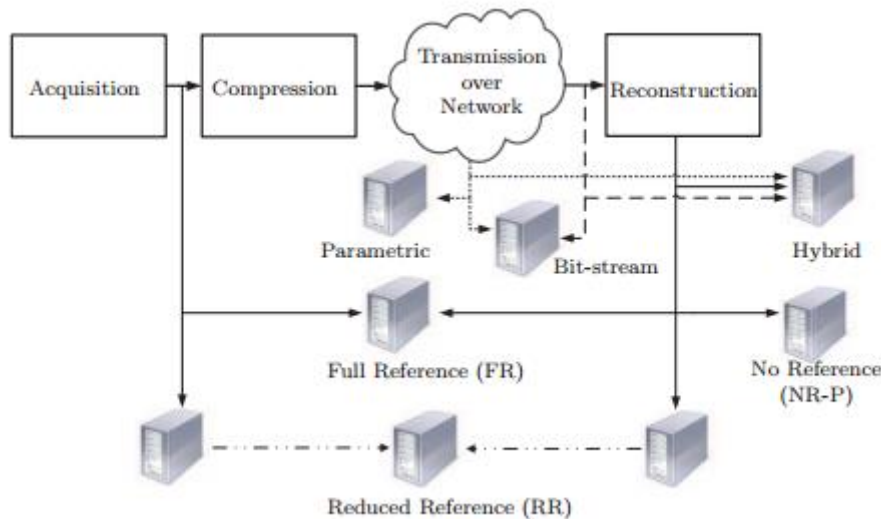 Acquisition
Compression
Transmission
over
Network
Reconstruction
Parametric
Bit-stream
Hybrid
Full Reference (FR)
No Reference
(NR-P)
Reduced Reference (RR)